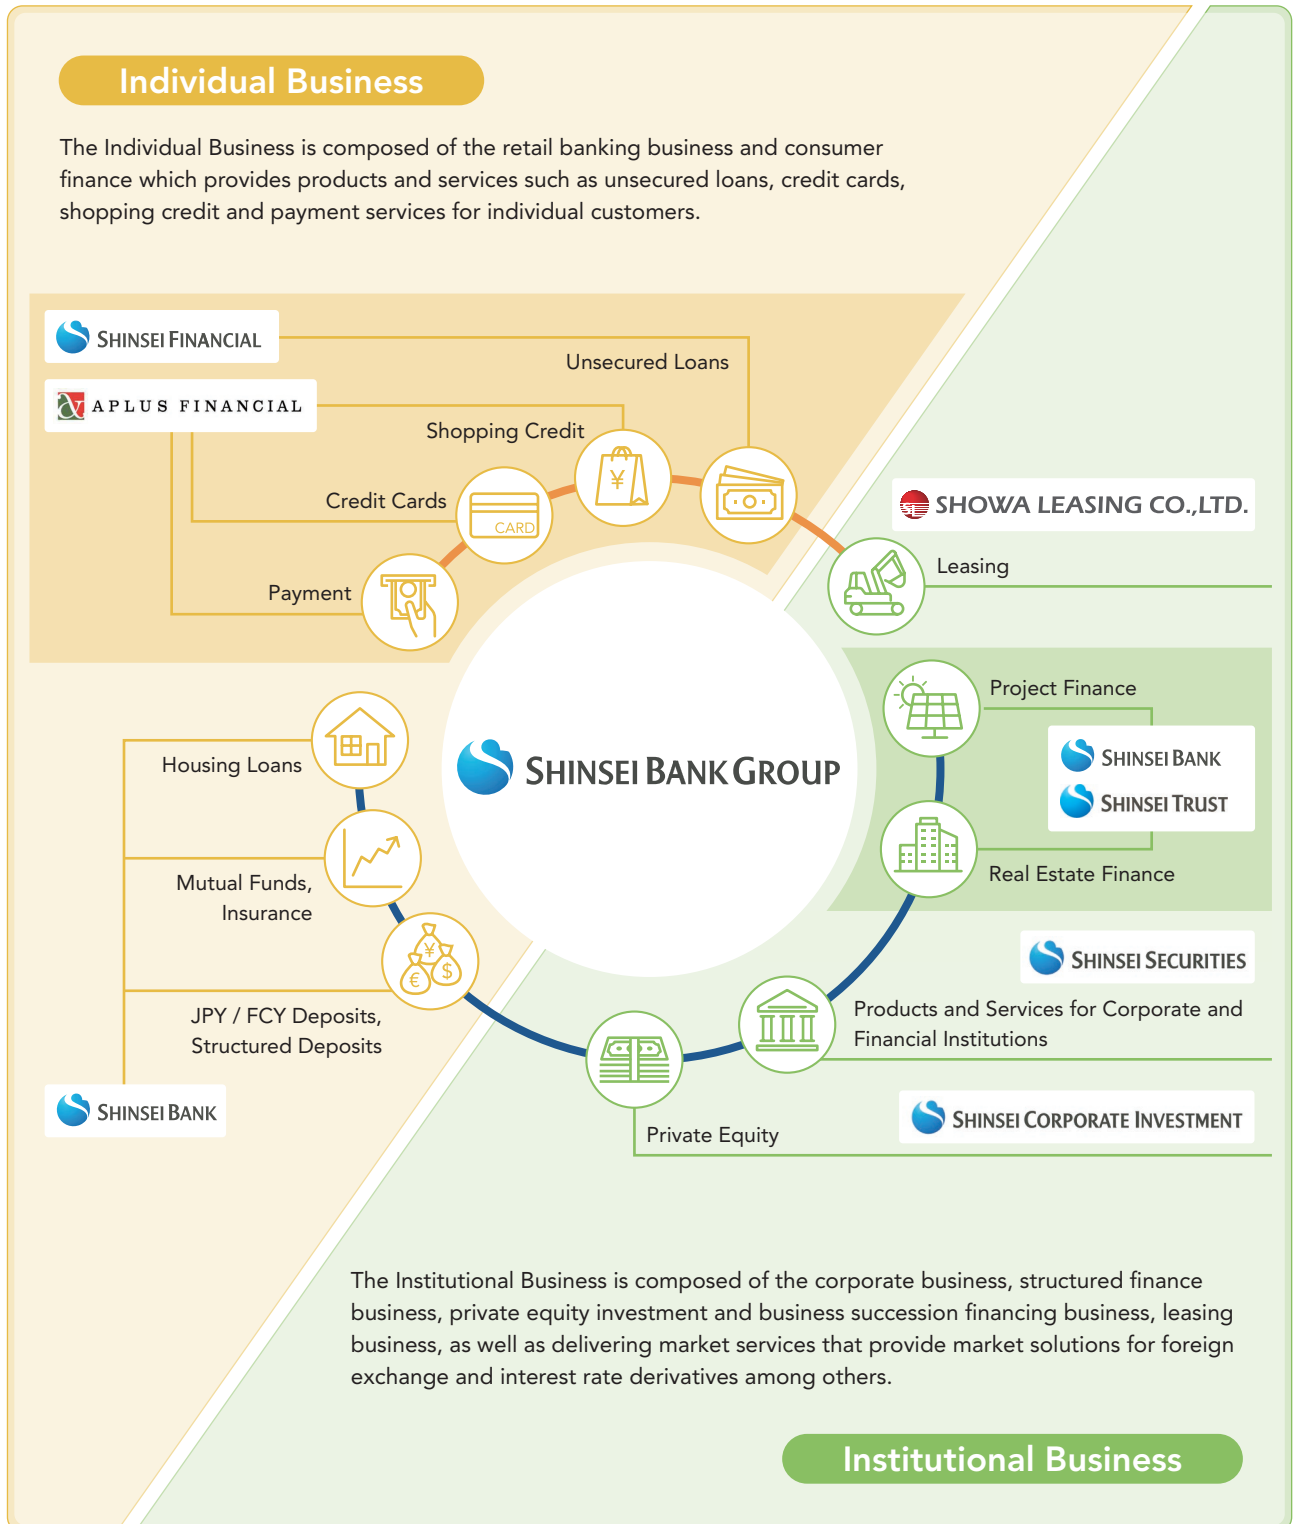 Individual Business
The Individual Business is composed of the retail banking business and consumer
finance which provides products and services such as unsecured loans, credit cards,
shopping credit and payment services for individual customers.
SHINSEI FINANCIAL
Unsecured Loans
APLUS FINANCIAL
Shopping Credit
¥
Credit Cards
CARD
SL SHOWA LEASING CO.,LTD.
Leasing
Payment
Project Finance
SHINSEI BANK
SHINSEI TRUST
Real Estate Finance
SHINSEI BANK GROUP
Housing Loans
Mutual Funds,
Insurance
¥
€
$
JPY / FCY Deposits,
Structured Deposits
SHINSEI BANK
SHINSEI SECURITIES
Products and Services for Corporate and
Financial Institutions
SHINSEI CORPORATE INVESTMENT
Private Equity
The Institutional Business is composed of the corporate business, structured finance
business, private equity investment and business succession financing business, leasing
business, as well as delivering market services that provide market solutions for foreign
exchange and interest rate derivatives among others.
Institutional Business